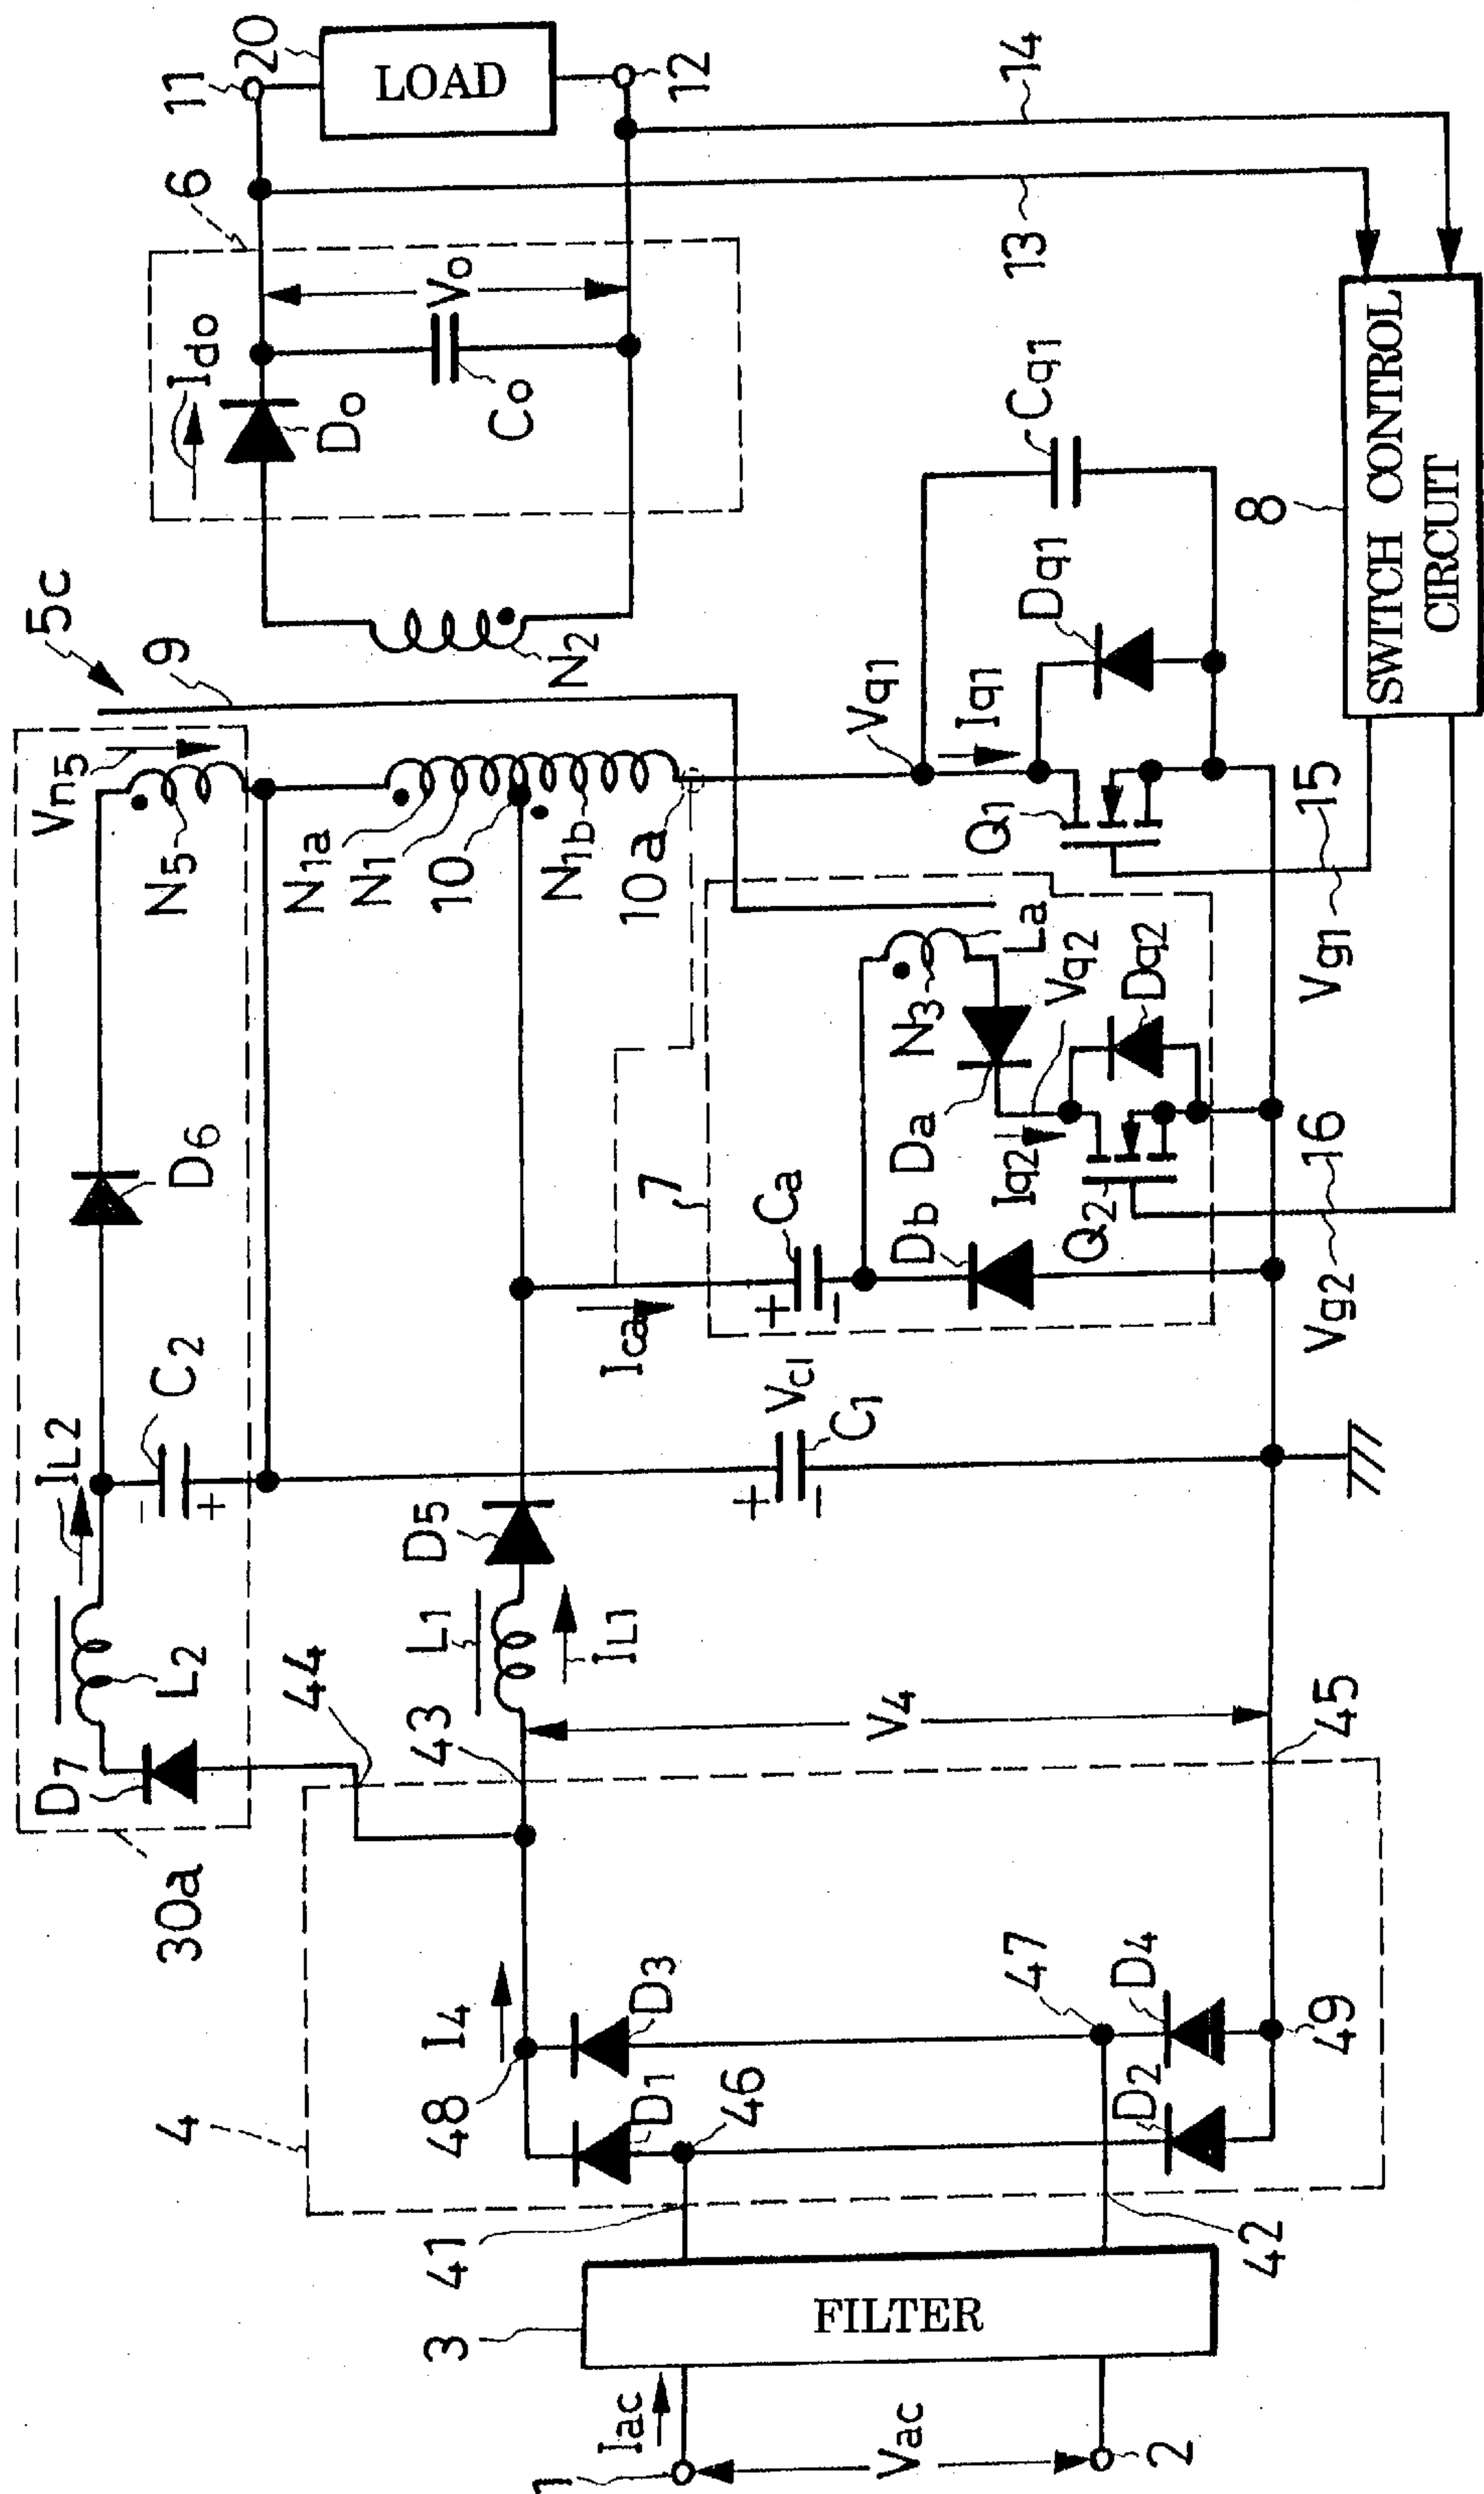 5c
9
6
11
20
LOAD
12
14
13
Ido
Do
Vo
Co
N2
Vn5
N5
N1a
N1
10
N1b
10a
D6
IL2
C2
D7
L2
30a
44
43
L1
IL1
D5
V4
45
VC1
C1
Ica
7
Ca
Db
Da
N3
La
Iq2
Vq2
Dq2
Q2
Vq1
Iq1
Q1
Dq1
Cq1
8
SWITCH CONTROL
CIRCUIT
15
Vg1
16
Vg2
4
48
I4
D1
D3
46
47
D2
D4
49
41
42
3
FILTER
Iac
1
Vac
2
+
−
+
−
+
−